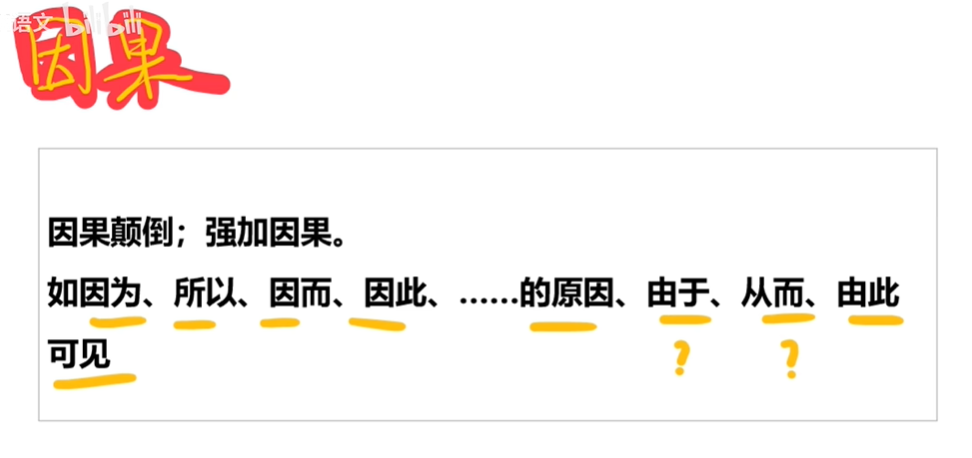 语文 bilibili
因果
因果颠倒；强加因果。
如因为、所以、因而、因此、……的原因、由于、从而、由此
可见
? ?